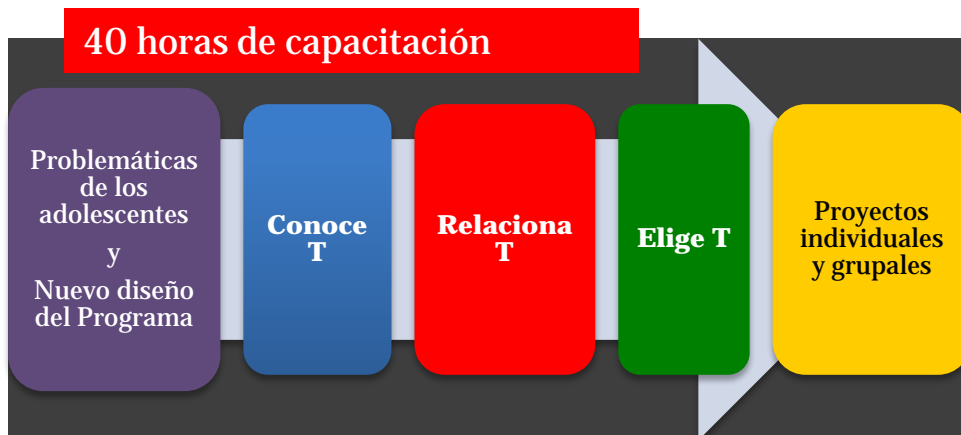 40 horas de capacitación
Problemáticas
de los
adolescentes
y
Nuevo diseño
del Programa
Conoce
T
Relaciona
T
Elige T
Proyectos
individuales
y grupales